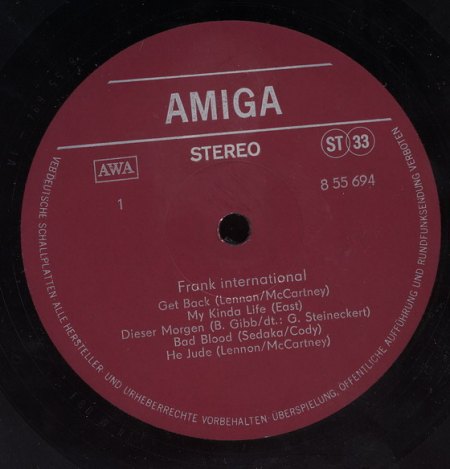 AMIGA
STEREO
ST 33
AWA
8 55 694
1
Frank international
Get Back (Lennon/McCartney)
My Kinda Life (East)
Dieser Morgen (B. Gibb/dt.: G. Steineckert)
Bad Blood (Sedaka/Cody)
He Jude (Lennon/McCartney)
VEB DEUTSCHE SCHALLPLATTEN ALLE HERSTELLER- UND URHEBERRECHTE VORBEHALTEN · ÜBERSPIELUNG, ÖFFENTLICHE AUFFÜHRUNG UND RUNDFUNKSENDUNG VERBOTEN